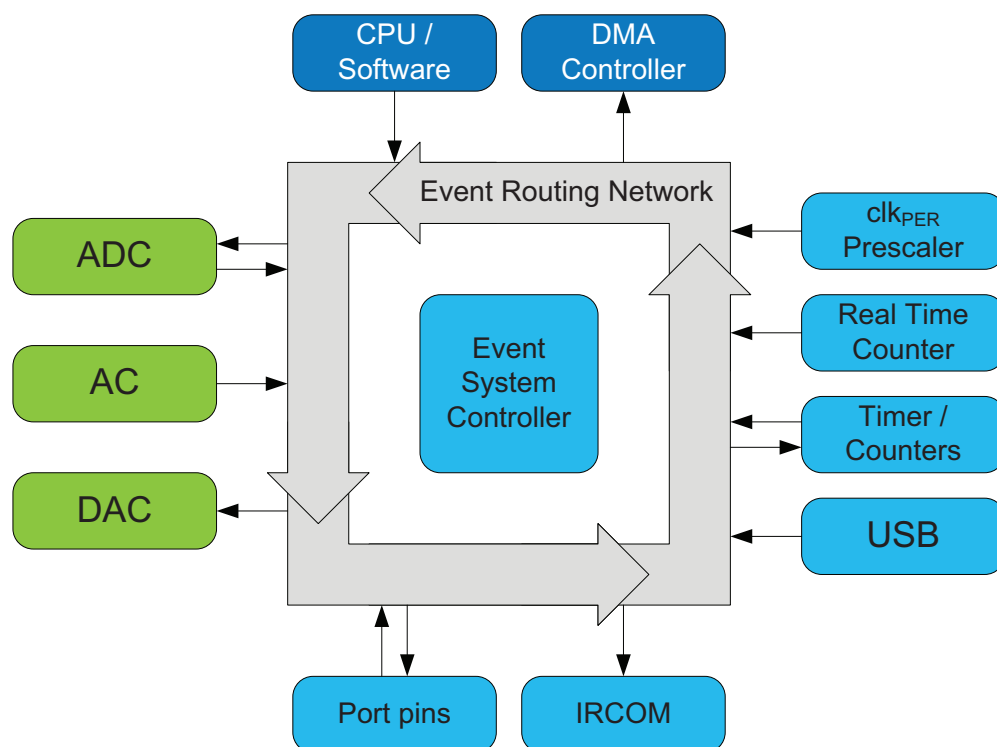 CPU /
Software
DMA
Controller
Event Routing Network
ADC
clkPER
Prescaler
Event
System
Controller
Real Time
Counter
AC
Timer /
Counters
DAC
USB
Port pins
IRCOM